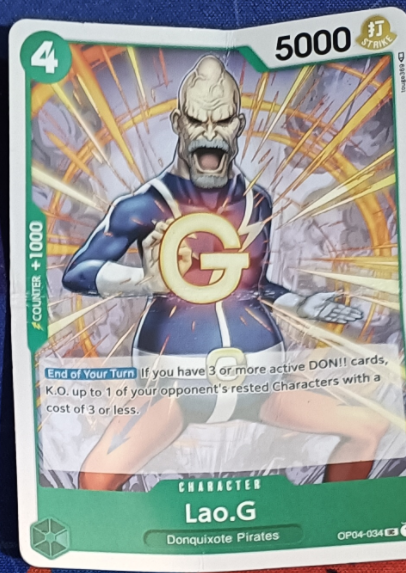 4
5000
打
STRIKE
COUNTER +1000
G
End of Your Turn If you have 3 or more active DON!! cards,
K.O. up to 1 of your opponent's rested Characters with a
cost of 3 or less.
CHARACTER
Lao.G
Donquixote Pirates
OP04-034